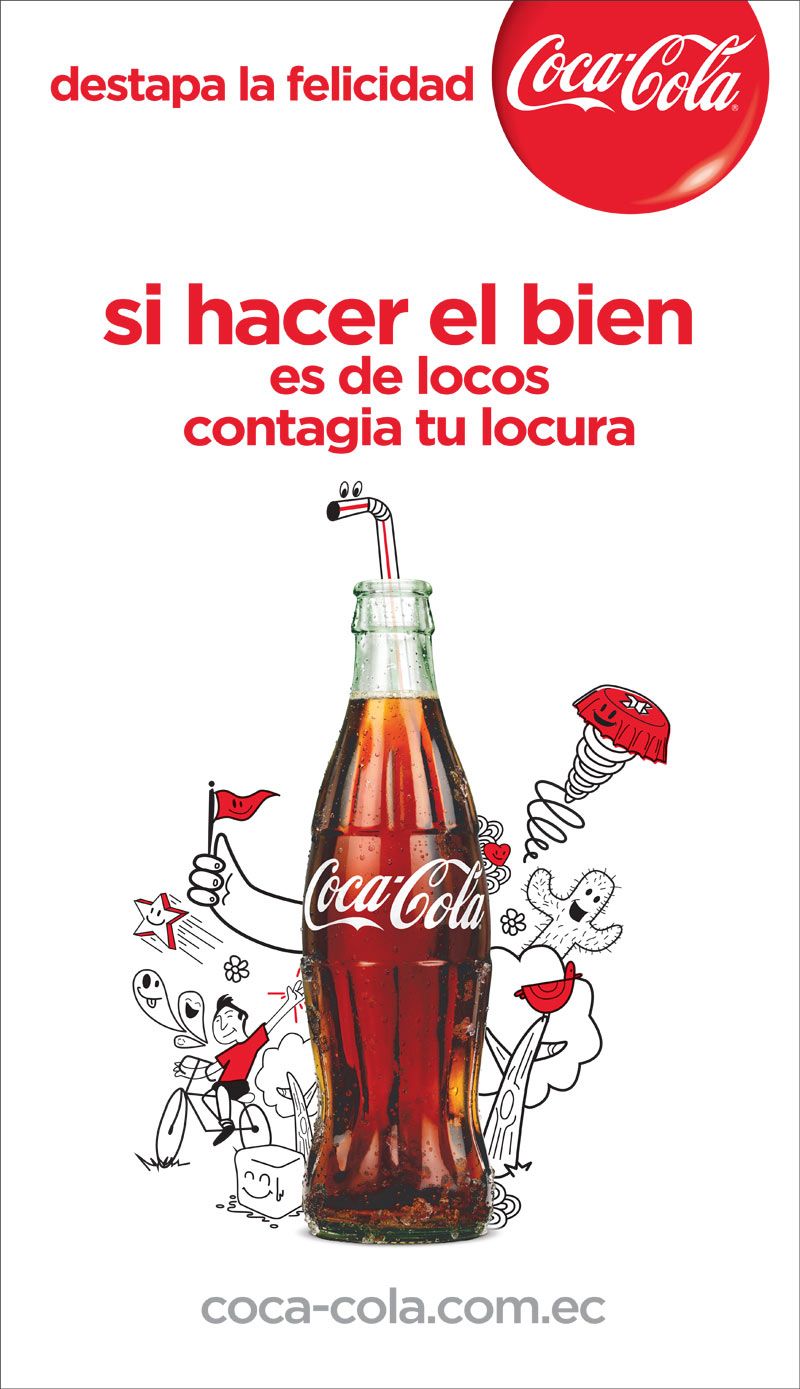 destapa la felicidad
Coca-Cola®
si hacer el bien
es de locos
contagia tu locura
Coca-Cola
coca-cola.com.ec